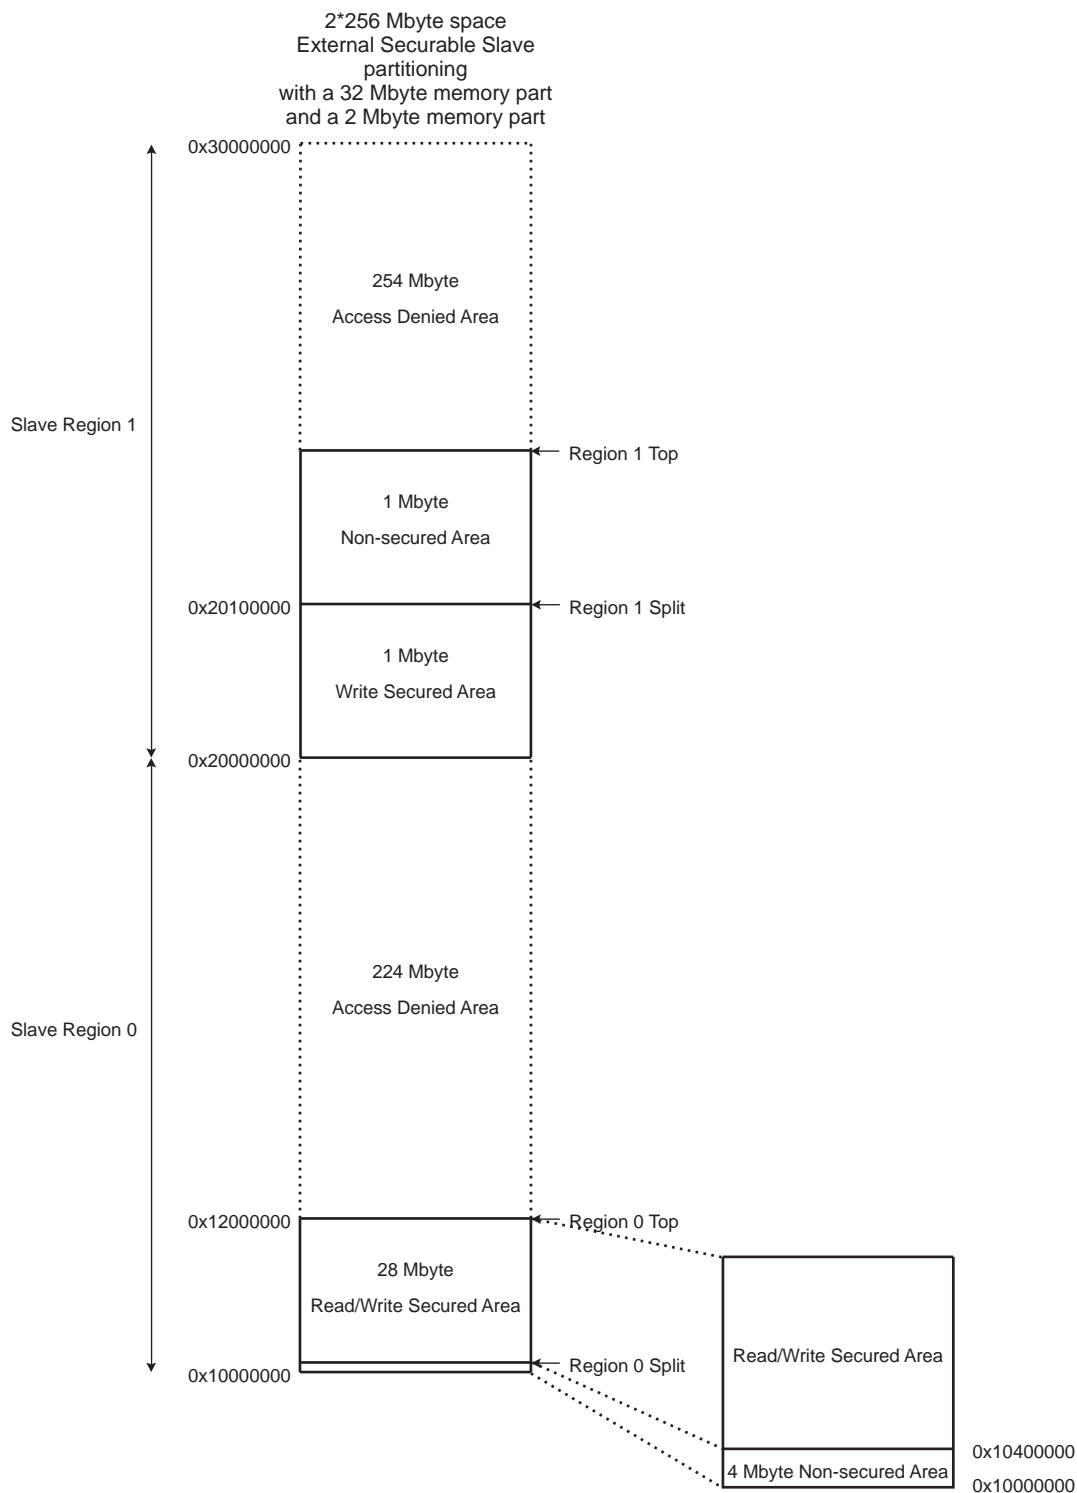 2*256 Mbyte space
External Securable Slave
partitioning
with a 32 Mbyte memory part
and a 2 Mbyte memory part
0x30000000
254 Mbyte
Access Denied Area
Slave Region 1
Region 1 Top
1 Mbyte
Non-secured Area
0x20100000
Region 1 Split
1 Mbyte
Write Secured Area
0x20000000
224 Mbyte
Access Denied Area
Slave Region 0
0x12000000
Region 0 Top
28 Mbyte
Read/Write Secured Area
Region 0 Split
0x10000000
Read/Write Secured Area
0x10400000
4 Mbyte Non-secured Area
0x10000000